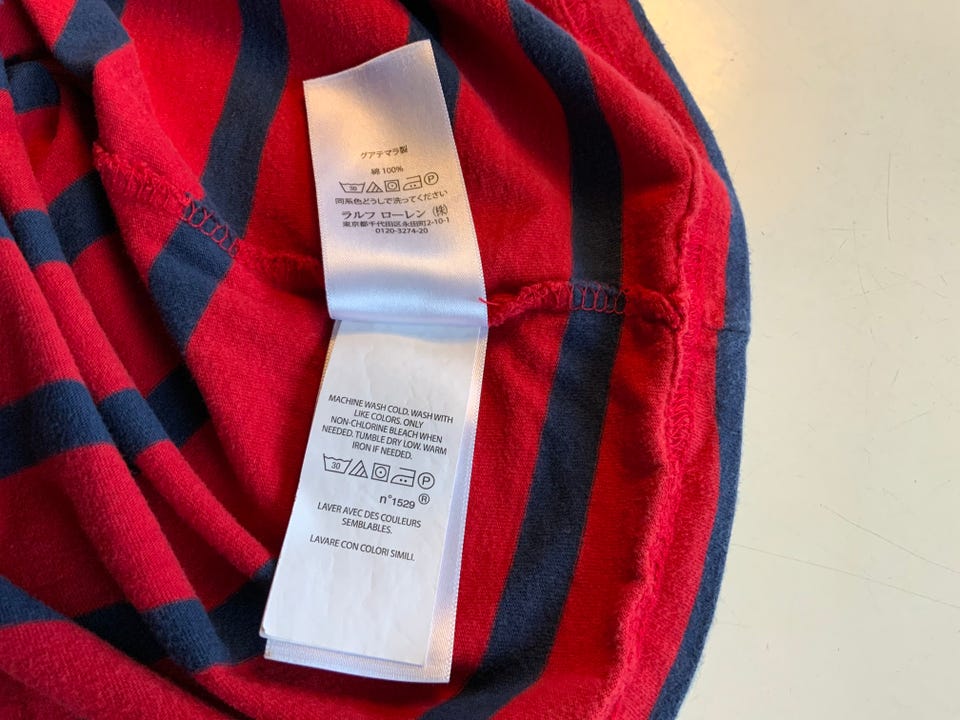 グアテマラ製
綿 100%
30 P
同系色どうしで洗ってください
ラルフ ローレン (株)
東京都千代田区永田町2-10-1
0120-3274-20
MACHINE WASH COLD. WASH WITH
LIKE COLORS. ONLY
NON-CHLORINE BLEACH WHEN
NEEDED. TUMBLE DRY LOW. WARM
IRON IF NEEDED.
30 P
n°1529 ®
LAVER AVEC DES COULEURS
SEMBLABLES.
LAVARE CON COLORI SIMILI.